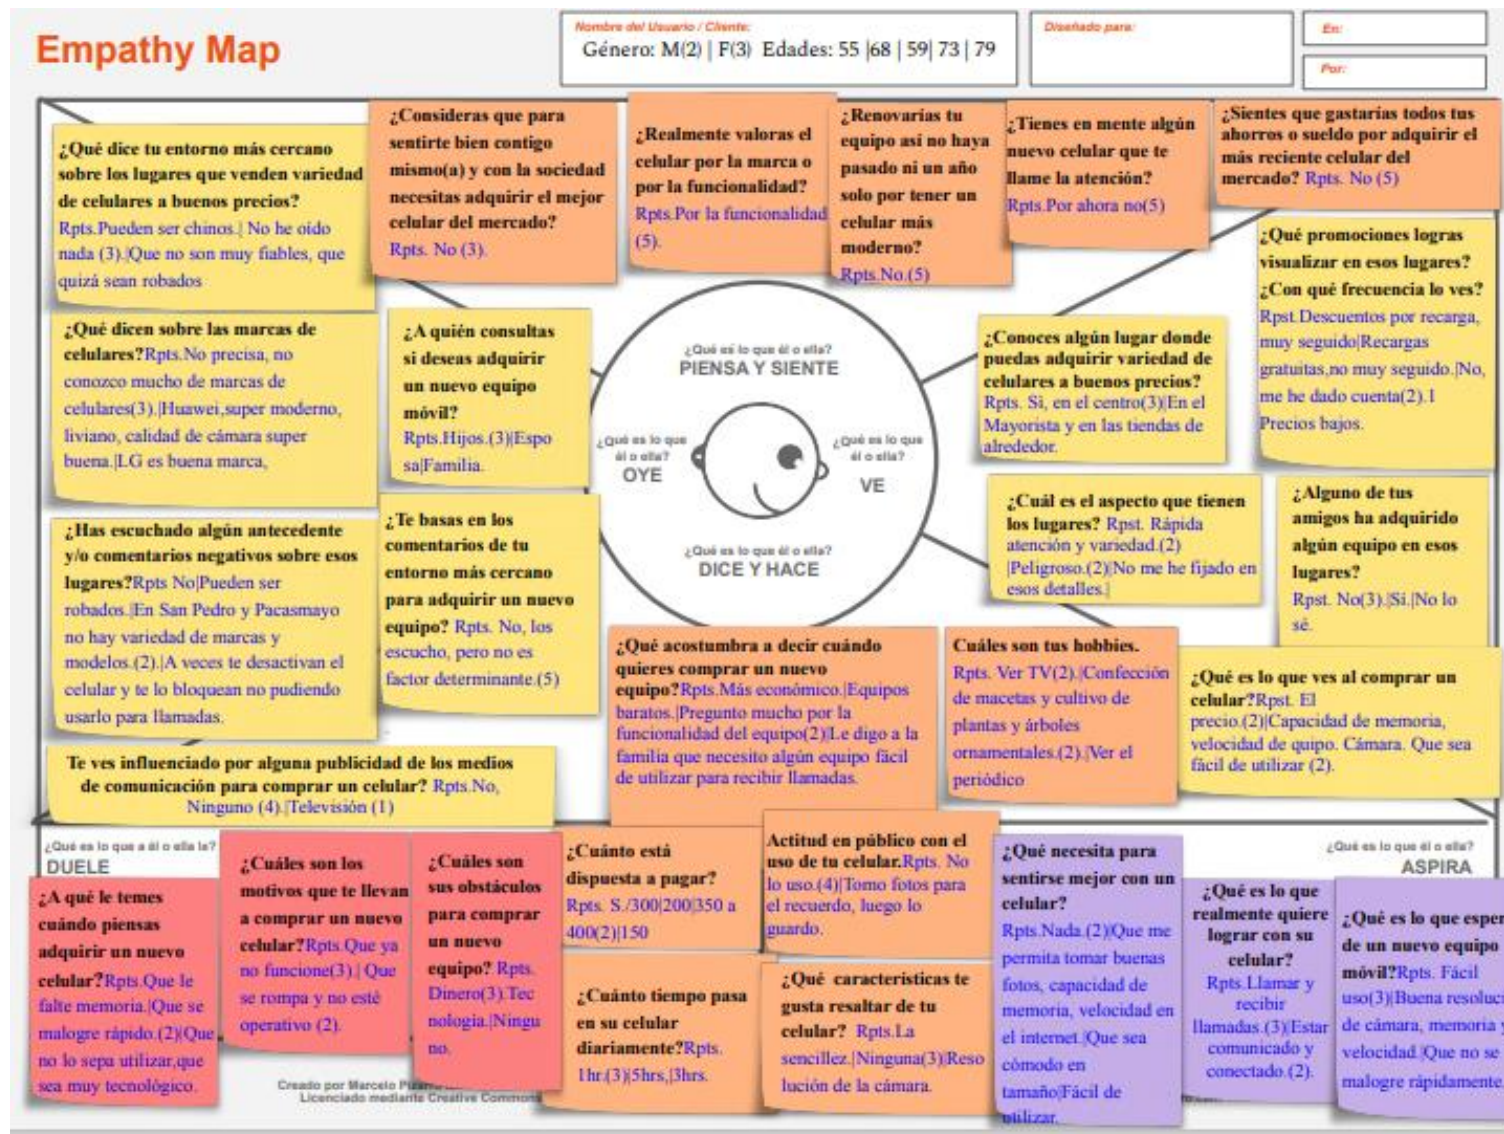 Empathy Map
Nombre del Usuario / Cliente:
Género: M(2) | F(3)  Edades: 55 |68 | 59| 73 | 79
Diseñado para:
En:
Por:
¿Qué dice tu entorno más cercano
sobre los lugares que venden variedad
de celulares a buenos precios?
Rpts.Pueden ser chinos.| No he oído
nada (3).|Que no son muy fiables, que
quizá sean robados
¿Consideras que para
sentirte bien contigo
mismo(a) y con la sociedad
necesitas adquirir el mejor
celular del mercado?
Rpts. No (3).
¿Realmente valoras el
celular por la marca o
por la funcionalidad?
Rpts.Por la funcionalidad
(5).
¿Renovarías tu
equipo así no haya
pasado ni un año
solo por tener un
celular más
moderno?
Rpts.No.(5)
¿Tienes en mente algún
nuevo celular que te
llame la atención?
Rpts.Por ahora no(5)
¿Sientes que gastarías todos tus
ahorros o sueldo por adquirir el
más reciente celular del
mercado? Rpts. No (5)
¿Qué promociones logras
visualizar en esos lugares?
¿Con qué frecuencia lo ves?
Rpst.Descuentos por recarga,
muy seguido|Recargas
gratuitas,no muy seguido.|No,
me he dado cuenta(2).I
Precios bajos.
¿Qué dicen sobre las marcas de
celulares?Rpts.No precisa, no
conozco mucho de marcas de
celulares(3).|Huawei,super moderno,
liviano, calidad de cámara super
buena.|LG es buena marca,
¿A quién consultas
si deseas adquirir
un nuevo equipo
móvil?
Rpts.Hijos.(3)|Espo
sa|Familia.
¿Qué es lo que él o ella?
PIENSA Y SIENTE
¿Qué es lo que
él o ella?
OYE
¿Qué es lo que
él o ella?
VE
¿Qué es lo que él o ella?
DICE Y HACE
¿Conoces algún lugar donde
puedas adquirir variedad de
celulares a buenos precios?
Rpts. Si, en el centro(3)|En el
Mayorista y en las tiendas de
alrededor.
¿Has escuchado algún antecedente
y/o comentarios negativos sobre esos
lugares?Rpts No|Pueden ser
robados.|En San Pedro y Pacasmayo
no hay variedad de marcas y
modelos.(2).|A veces te desactivan el
celular y te lo bloquean no pudiendo
usarlo para llamadas.
¿Te basas en los
comentarios de tu
entorno más cercano
para adquirir un nuevo
equipo? Rpts. No, los
escucho, pero no es
factor determinante.(5)
¿Cuál es el aspecto que tienen
los lugares? Rpst. Rápida
atención y variedad.(2)
|Peligroso.(2)|No me he fijado en
esos detalles.|
¿Alguno de tus
amigos ha adquirido
algún equipo en esos
lugares?
Rpst. No(3).|Si.|No lo
sé.
¿Qué acostumbra a decir cuándo
quieres comprar un nuevo
equipo?Rpts.Más económico.|Equipos
baratos.|Pregunto mucho por la
funcionalidad del equipo(2)|Le digo a la
familia que necesito algún equipo fácil
de utilizar para recibir llamadas.
Cuáles son tus hobbies.
Rpts. Ver TV(2).|Confección
de macetas y cultivo de
plantas y árboles
ornamentales.(2).|Ver el
periódico
¿Qué es lo que ves al comprar un
celular?Rpst. El
precio.(2)|Capacidad de memoria,
velocidad de quipo. Cámara. Que sea
fácil de utilizar (2).
Te ves influenciado por alguna publicidad de los medios
de comunicación para comprar un celular? Rpts.No,
Ninguno (4).|Televisión (1)
¿Qué es lo que a él o ella la?
DUELE
¿Qué es lo que él o ella?
ASPIRA
¿A qué le temes
cuándo piensas
adquirir un nuevo
celular?Rpts.Que le
falte memoria.|Que se
malogre rápido.(2)|Que
no lo sepa utilizar,que
sea muy tecnológico.
¿Cuáles son los
motivos que te llevan
a comprar un nuevo
celular?Rpts.Que ya
no funcione(3).| Que
se rompa y no esté
operativo (2).
¿Cuáles son
sus obstáculos
para comprar
un nuevo
equipo? Rpts.
Dinero(3).Tec
nología.|Ningu
no.
¿Cuánto está
dispuesta a pagar?
Rpts. S./300|200|350 a
400(2)|150
Actitud en público con el
uso de tu celular.Rpts. No
lo uso.(4)|Tomo fotos para
el recuerdo, luego lo
guardo.
¿Cuánto tiempo pasa
en su celular
diariamente?Rpts.
1hr.(3)|5hrs,|3hrs.
¿Qué características te
gusta resaltar de tu
celular? Rpts.La
sencillez.|Ninguna(3)|Reso
lución de la cámara.
¿Qué necesita para
sentirse mejor con un
celular?
Rpts.Nada.(2)|Que me
permita tomar buenas
fotos, capacidad de
memoria, velocidad en
el internet.|Que sea
cómodo en
tamaño|Fácil de
utilizar.
¿Qué es lo que
realmente quiere
lograr con su
celular?
Rpts.Llamar y
recibir
llamadas.(3)|Estar
comunicado y
conectado.(2).
¿Qué es lo que esper
de un nuevo equipo
móvil?Rpts. Fácil
uso(3)|Buena resoluc
de cámara, memoria y
velocidad.|Que no se
malogre rápidamente.
Creado por Marcelo
Licenciado mediante Creative Commons